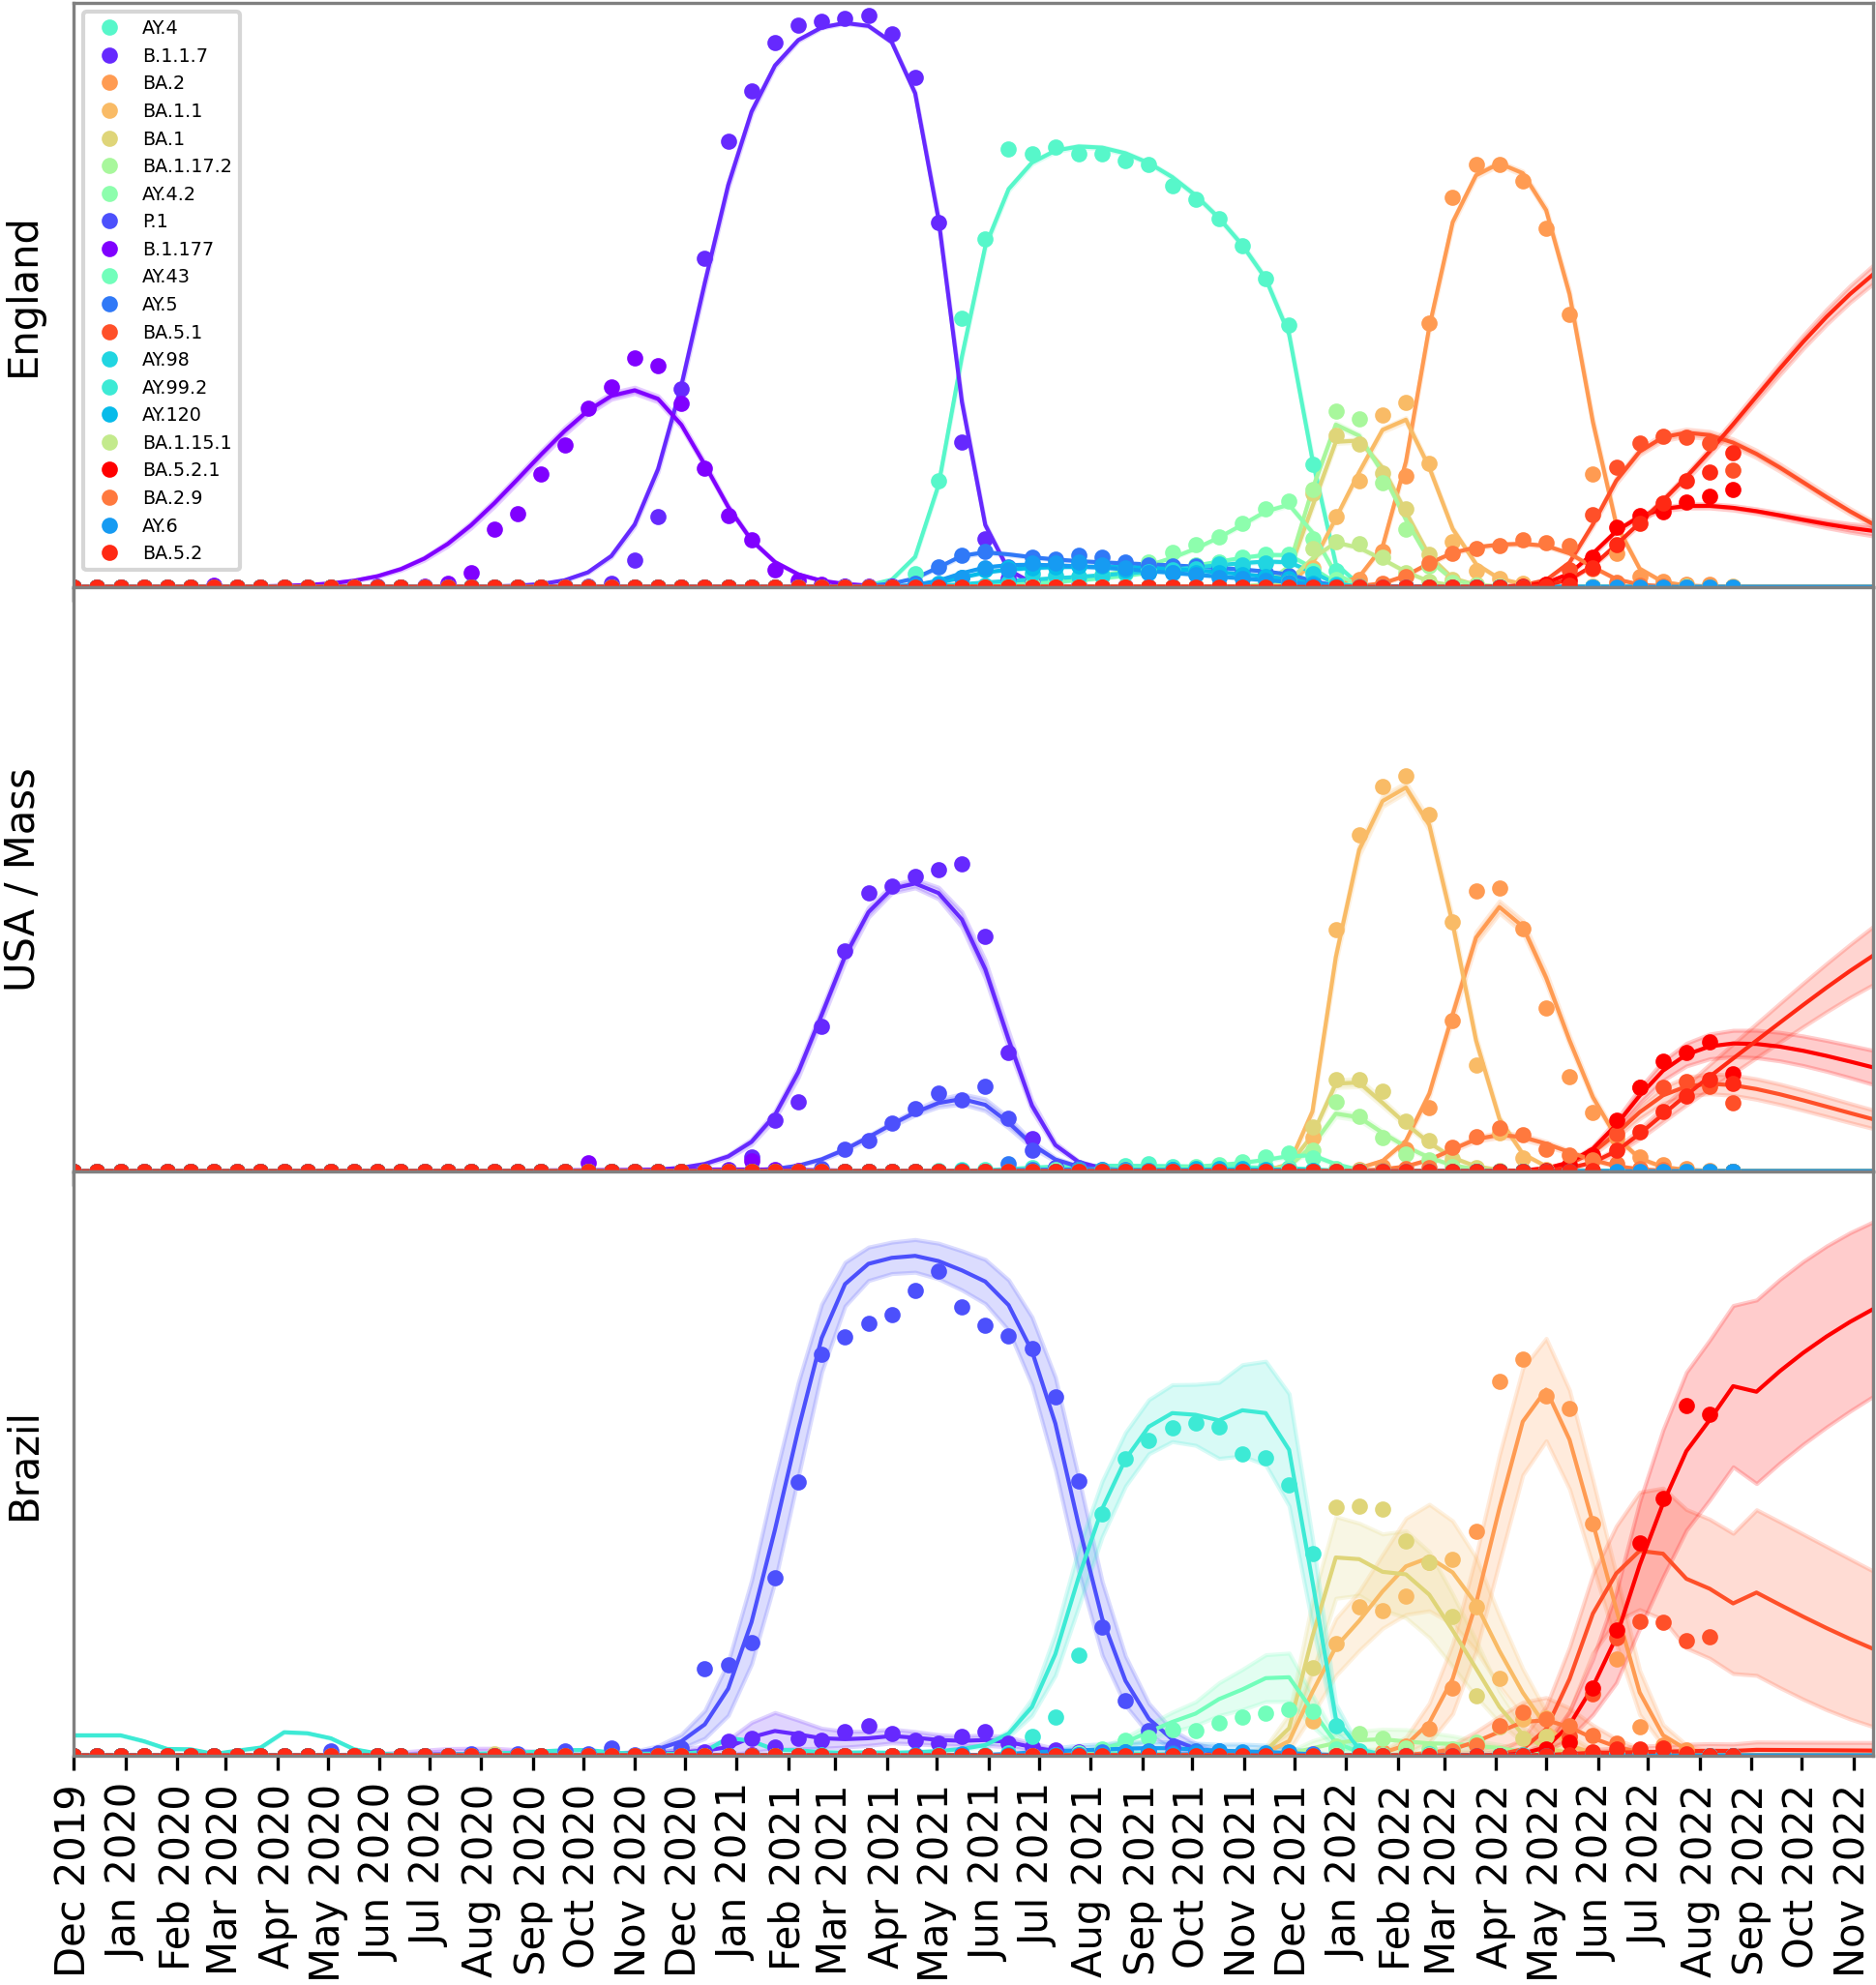 England
AY.4
B.1.1.7
BA.2
BA.1.1
BA.1
BA.1.17.2
AY.4.2
P.1
B.1.177
AY.43
AY.5
BA.5.1
AY.98
AY.99.2
AY.120
BA.1.15.1
BA.5.2.1
BA.2.9
AY.6
BA.5.2
USA / Mass
Brazil
Dec 2019
Jan 2020
Feb 2020
Mar 2020
Apr 2020
May 2020
Jun 2020
Jul 2020
Aug 2020
Sep 2020
Oct 2020
Nov 2020
Dec 2020
Jan 2021
Feb 2021
Mar 2021
Apr 2021
May 2021
Jun 2021
Jul 2021
Aug 2021
Sep 2021
Oct 2021
Nov 2021
Dec 2021
Jan 2022
Feb 2022
Mar 2022
Apr 2022
May 2022
Jun 2022
Jul 2022
Aug 2022
Sep 2022
Oct 2022
Nov 2022